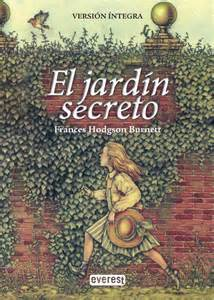 VERSIÓN ÍNTEGRA
El jardín
secreto
Frances Hodgson Burnett
everest